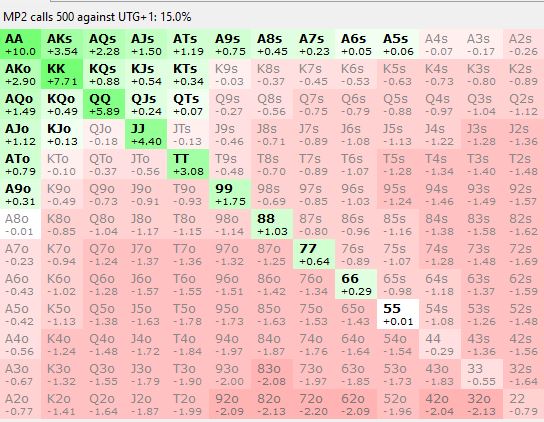 MP2 calls 500 against UTG+1: 15.0%
AA AKs AQs AJs ATs A9s A8s A7s A6s A5s A4s A3s A2s
+10.0 +3.54 +2.28 +1.50 +1.19 +0.75 +0.45 +0.23 +0.05 +0.06 -0.07 -0.17 -0.26
AKo KK KQs KJs KTs K9s K8s K7s K6s K5s K4s K3s K2s
+2.90 +7.71 +0.88 +0.54 +0.34 -0.03 -0.37 -0.45 -0.53 -0.63 -0.73 -0.80 -0.89
AQo KQo QQ QJs QTs Q9s Q8s Q7s Q6s Q5s Q4s Q3s Q2s
+1.49 +0.49 +5.89 +0.24 +0.07 -0.27 -0.56 -0.75 -0.79 -0.88 -0.97 -1.04 -1.12
AJo KJo QJo JJ JTs J9s J8s J7s J6s J5s J4s J3s J2s
+1.12 +0.13 -0.18 +4.40 -0.13 -0.46 -0.71 -0.89 -1.08 -1.13 -1.22 -1.28 -1.36
ATo KTo QTo JTo TT T9s T8s T7s T6s T5s T4s T3s T2s
+0.79 -0.10 -0.37 -0.56 +3.08 -0.48 -0.70 -0.89 -1.07 -1.28 -1.34 -1.40 -1.48
A9o K9o Q9o J9o T9o 99 98s 97s 96s 95s 94s 93s 92s
+0.31 -0.49 -0.73 -0.91 -0.93 +1.75 -0.69 -0.85 -1.03 -1.24 -1.46 -1.49 -1.57
A8o K8o Q8o J8o T8o 98o 88 87s 86s 85s 84s 83s 82s
-0.01 -0.85 -1.04 -1.17 -1.15 -1.14 +1.03 -0.80 -0.96 -1.16 -1.38 -1.58 -1.62
A7o K7o Q7o J7o T7o 97o 87o 77 76s 75s 74s 73s 72s
-0.23 -0.94 -1.24 -1.37 -1.36 -1.32 -1.25 +0.64 -0.89 -1.07 -1.28 -1.48 -1.69
A6o K6o Q6o J6o T6o 96o 86o 76o 66 65s 64s 63s 62s
-0.43 -1.02 -1.28 -1.57 -1.55 -1.51 -1.42 -1.34 +0.29 -0.98 -1.18 -1.37 -1.59
A5o K5o Q5o J5o T5o 95o 85o 75o 65o 55 54s 53s 52s
-0.42 -1.13 -1.38 -1.63 -1.78 -1.73 -1.63 -1.53 -1.43 +0.01 -1.08 -1.26 -1.48
A4o K4o Q4o J4o T4o 94o 84o 74o 64o 54o 44 43s 42s
-0.56 -1.24 -1.48 -1.72 -1.84 -1.97 -1.87 -1.76 -1.64 -1.54 -0.29 -1.36 -1.56
A3o K3o Q3o J3o T3o 93o 83o 73o 63o 53o 43o 33 32s
-0.67 -1.32 -1.55 -1.79 -1.90 -2.00 -2.08 -1.97 -1.85 -1.73 -1.83 -0.55 -1.64
A2o K2o Q2o J2o T2o 92o 82o 72o 62o 52o 42o 32o 22
-0.77 -1.41 -1.64 -1.87 -1.99 -2.09 -2.13 -2.20 -2.09 -1.96 -2.04 -2.13 -0.79